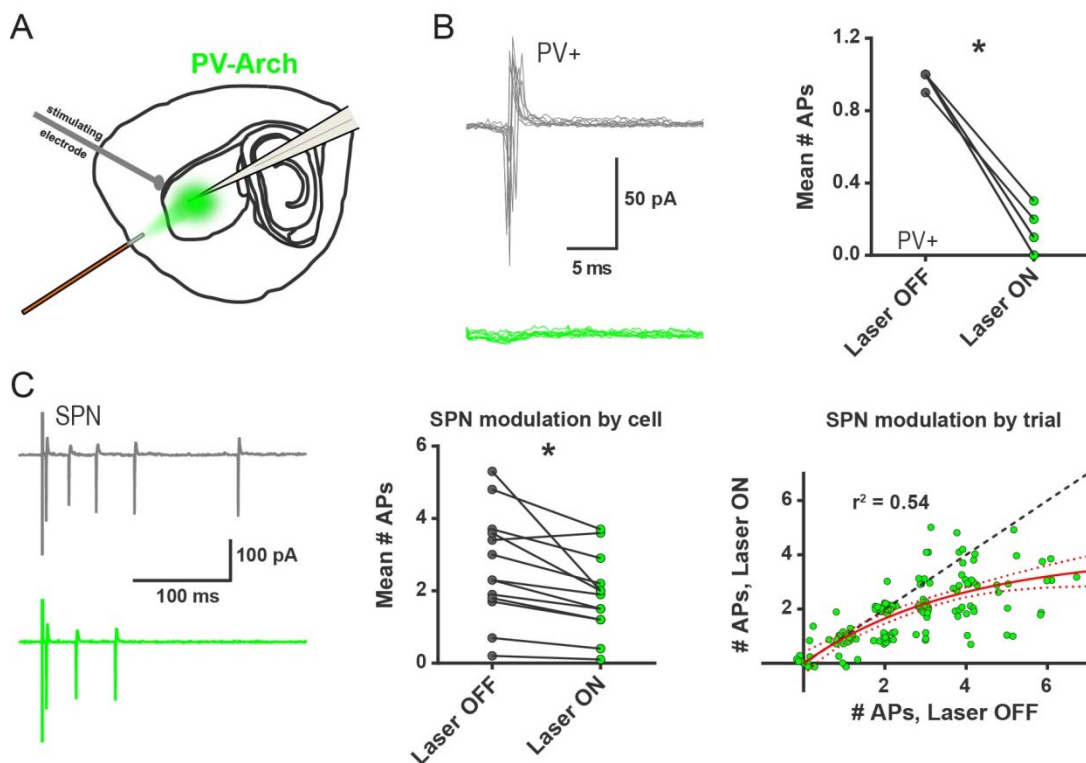 A
PV-Arch
stimulating
electrode
B
PV+
50 pA
5 ms
Mean # APs
1.2
0.8
0.4
0.0
*
PV+
Laser OFF
Laser ON
C
SPN
100 pA
100 ms
SPN modulation by cell
*
Mean # APs
6
4
2
0
Laser OFF
Laser ON
SPN modulation by trial
r² = 0.54
# APs, Laser ON
6
4
2
2
4
6
# APs, Laser OFF